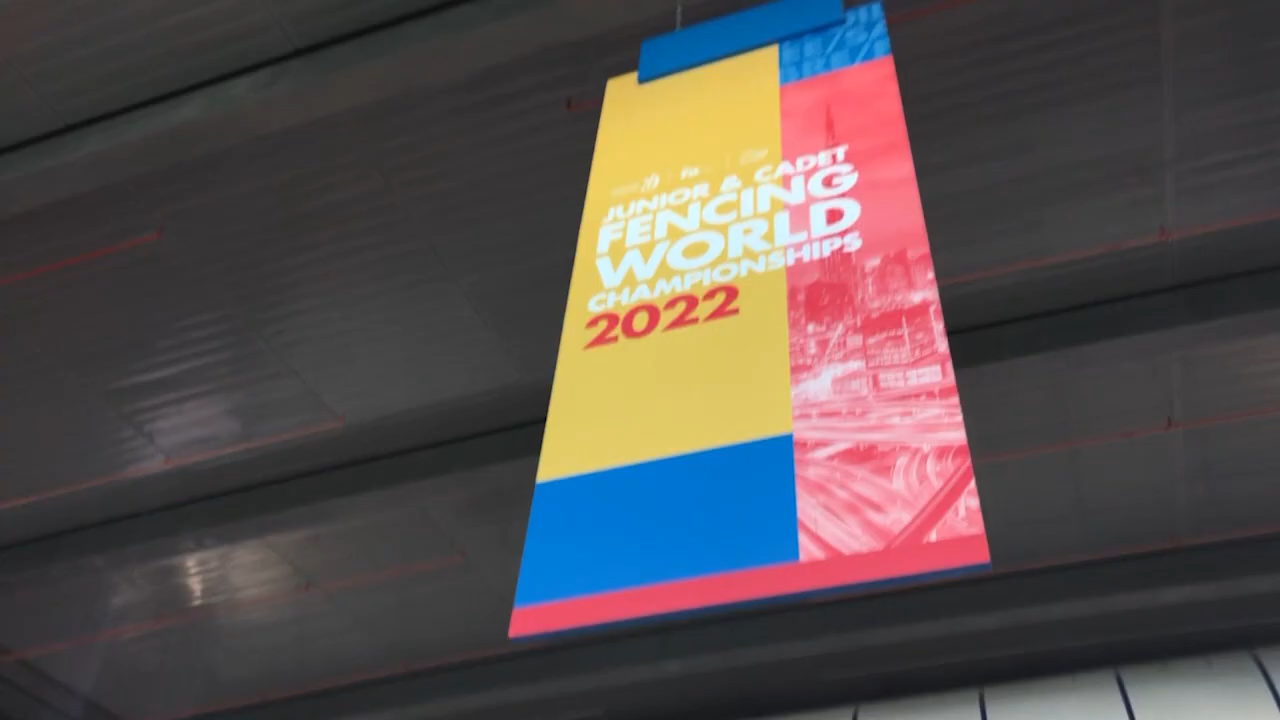 JUNIOR & CADET
FENCING
WORLD
CHAMPIONSHIPS
2022